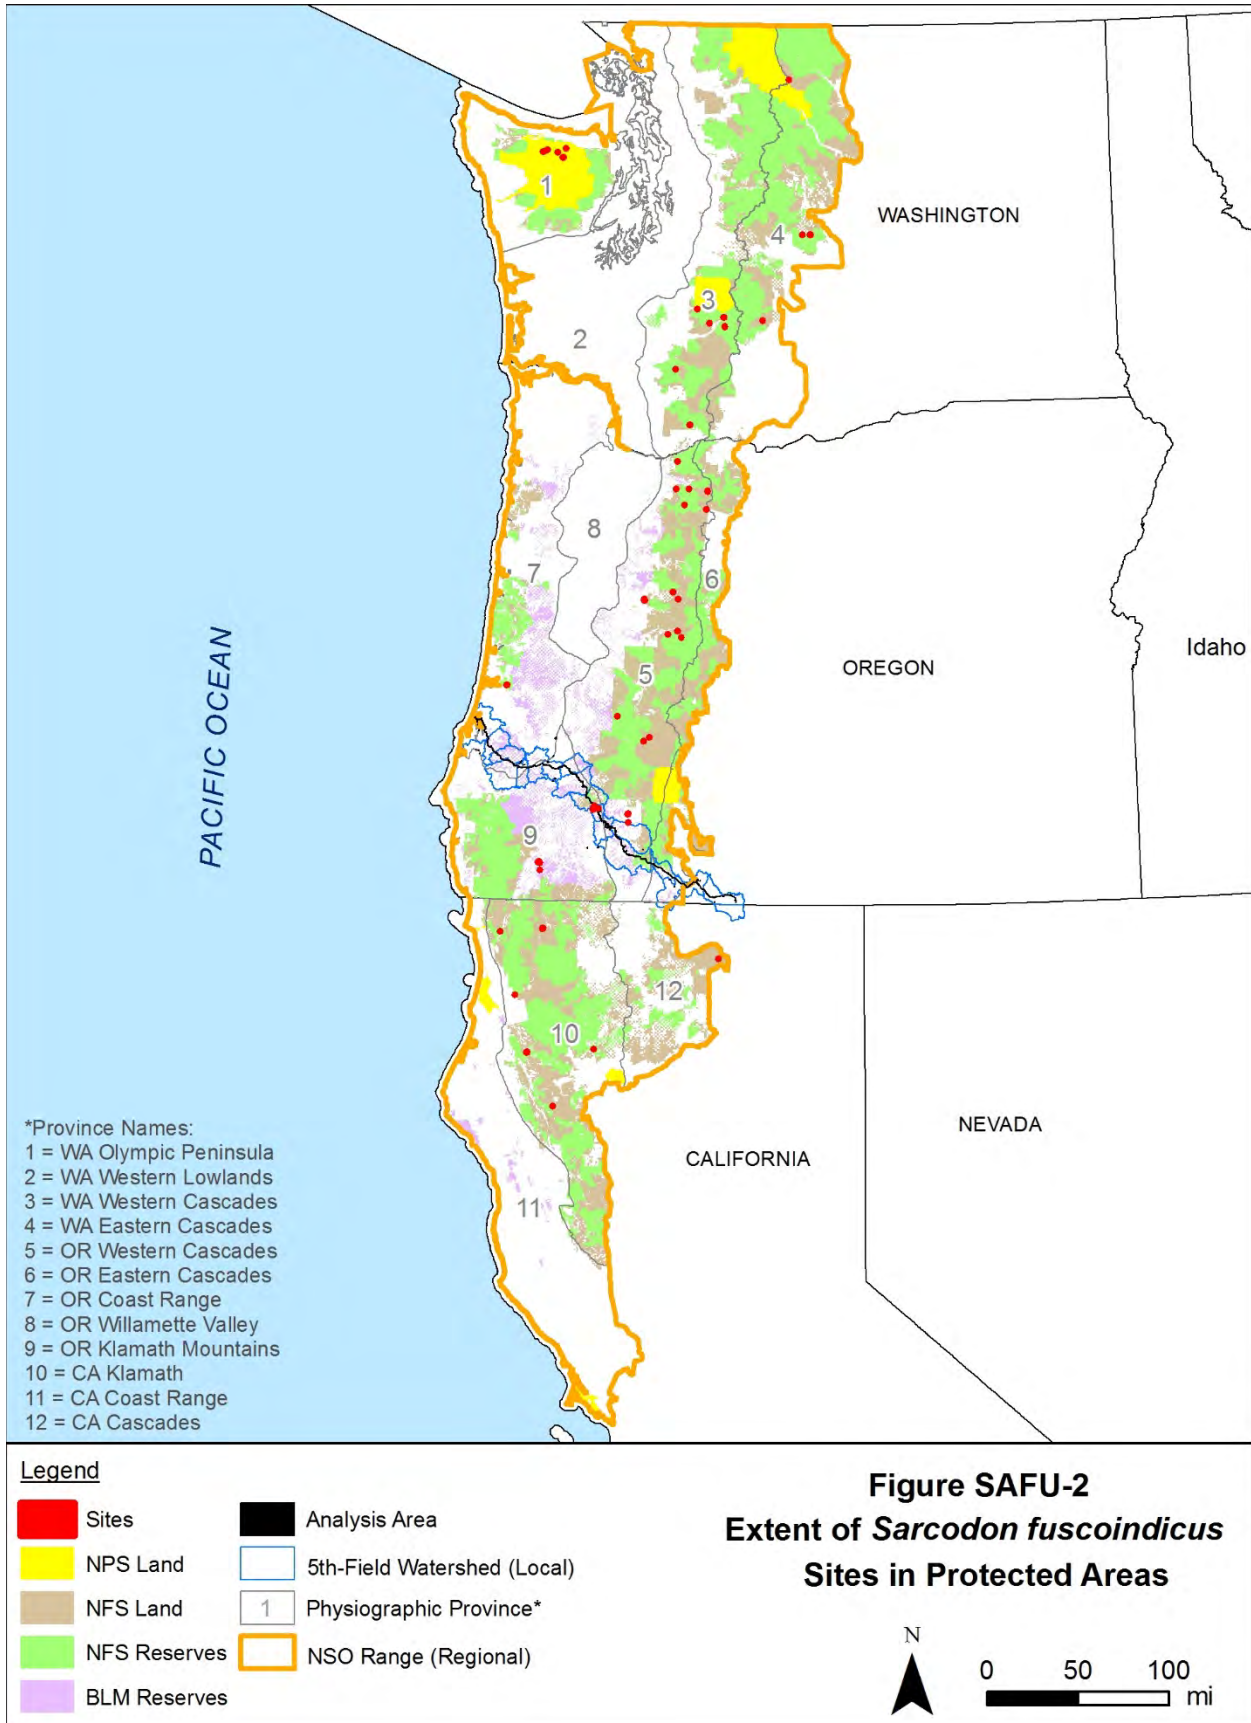 WASHINGTON
1
4
3
2
8
7
6
Idaho
OREGON
5
PACIFIC OCEAN
9
12
10
NEVADA
CALIFORNIA
11
*Province Names:
1 = WA Olympic Peninsula
2 = WA Western Lowlands
3 = WA Western Cascades
4 = WA Eastern Cascades
5 = OR Western Cascades
6 = OR Eastern Cascades
7 = OR Coast Range
8 = OR Willamette Valley
9 = OR Klamath Mountains
10 = CA Klamath
11 = CA Coast Range
12 = CA Cascades
Legend
Sites
NPS Land
NFS Land
NFS Reserves
BLM Reserves
Analysis Area
5th-Field Watershed (Local)
1 Physiographic Province*
NSO Range (Regional)
Figure SAFU-2
Extent of Sarcodon fuscoindicus
Sites in Protected Areas
N
0 50 100
mi